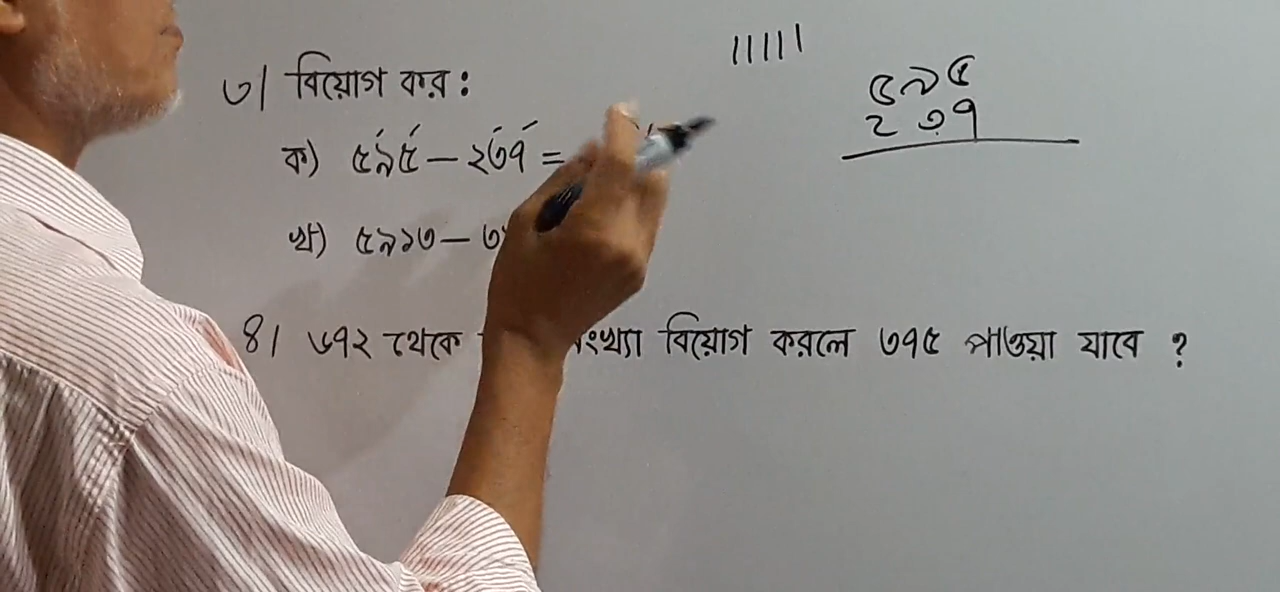 ৩। বিয়োগ কর :
ক) ৫৯৫ — ২৩৭ =
খ) ৫৯১৩ —
৪। ৬৭২ থেকে সংখ্যা বিয়োগ করলে ৩৭৫ পাওয়া যাবে ?
৫৯৫
২৩৭